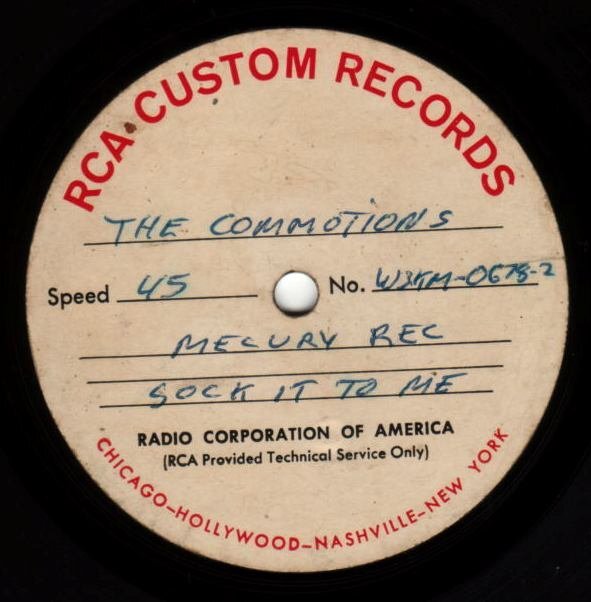 RCA CUSTOM RECORDS
THE COMMOTIONS
Speed 45 No. W3KM-0678-2
MECURY REC
SOCK IT TO ME
RADIO CORPORATION OF AMERICA
(RCA Provided Technical Service Only)
CHICAGO–HOLLYWOOD–NASHVILLE–NEW YORK